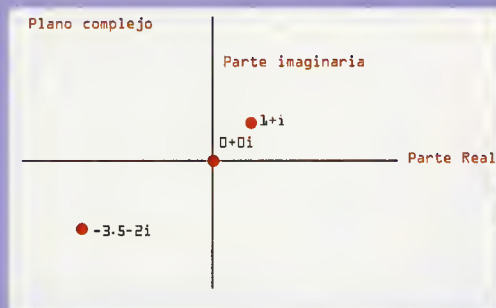 Plano complejo
Parte imaginaria
1+i
0+0i
Parte Real
-3.5-2i